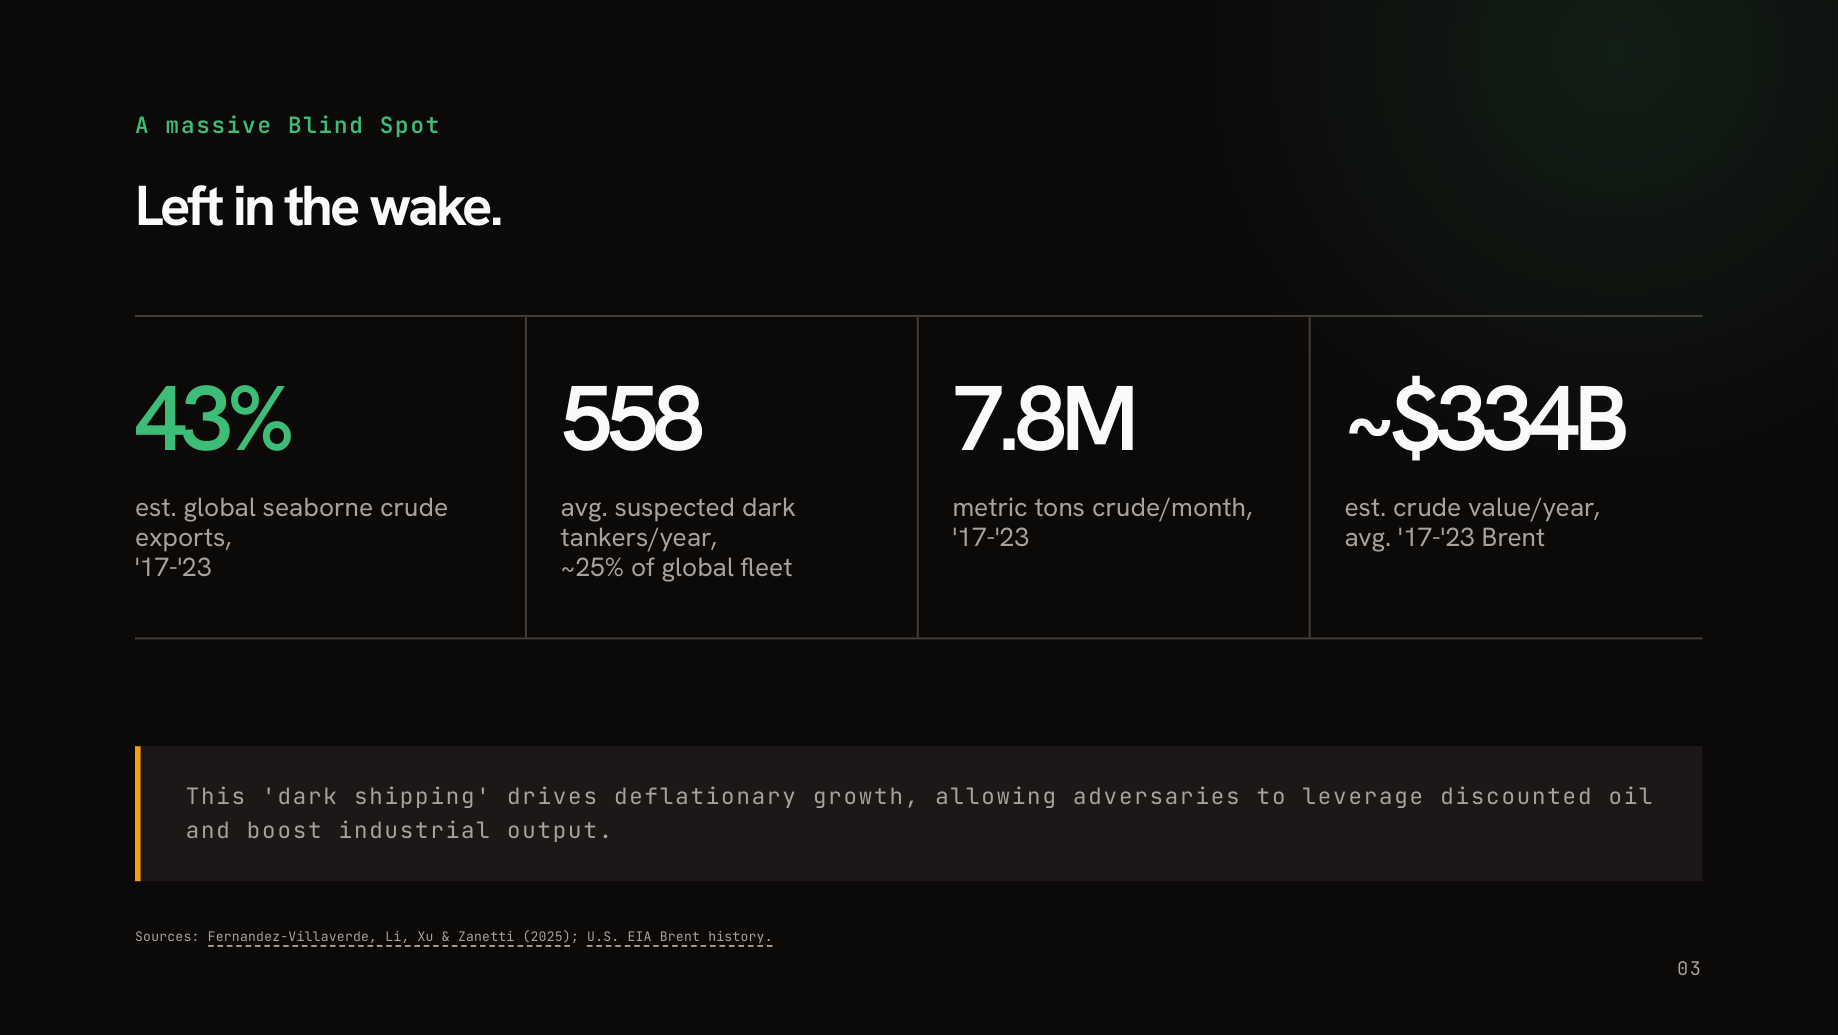 A massive Blind Spot
Left in the wake.
43%
est. global seaborne crude
exports,
'17-'23
558
avg. suspected dark
tankers/year,
~25% of global fleet
7.8M
metric tons crude/month,
'17-'23
~$334B
est. crude value/year,
avg. '17-'23 Brent
This 'dark shipping' drives deflationary growth, allowing adversaries to leverage discounted oil
and boost industrial output.
Sources: Fernandez-Villaverde, Li, Xu & Zanetti (2025); U.S. EIA Brent history.
03